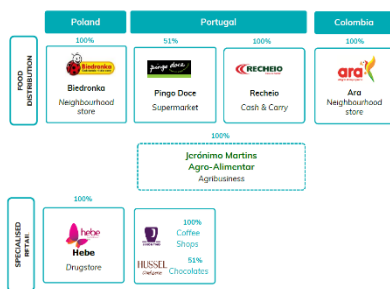 Poland
Portugal
Colombia
FOOD DISTRIBUTION
100%
51%
100%
100%
Biedronka
pingo doce
RECHEIO
ara
Biedronka
Neighbourhood store
Pingo Doce
Supermarket
Recheio
Cash & Carry
Ara
Neighbourhood store
100%
Jerónimo Martins
Agro-Alimentar
Agribusiness
SPECIALISED RETAIL
100%
hebe
Hebe
Drugstore
100%
Coffee
Shops
HUSSEL
51%
Chocolates